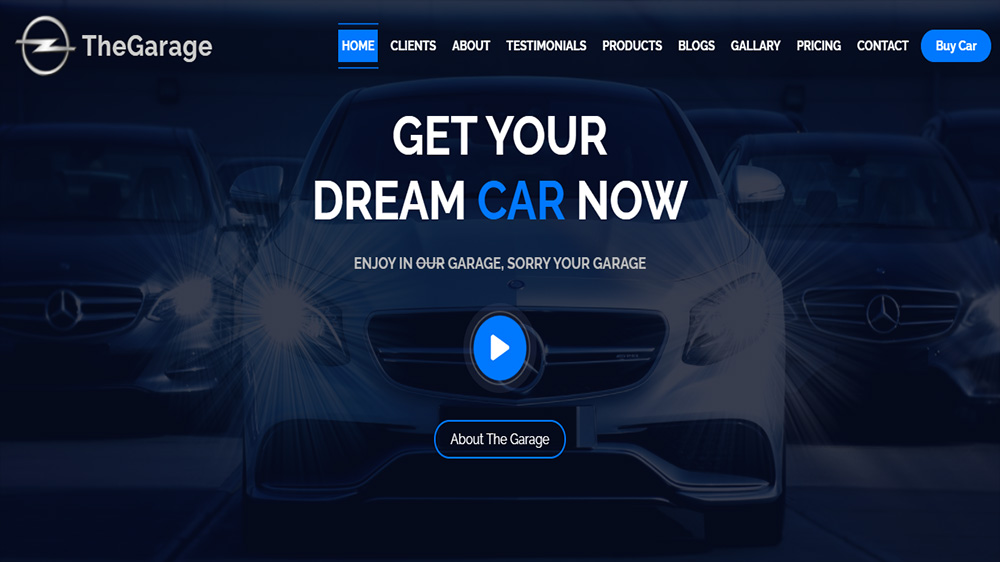 TheGarage
HOME CLIENTS ABOUT TESTIMONIALS PRODUCTS BLOGS GALLARY PRICING CONTACT Buy Car
GET YOUR
DREAM CAR NOW
ENJOY IN OUR GARAGE, SORRY YOUR GARAGE
About The Garage